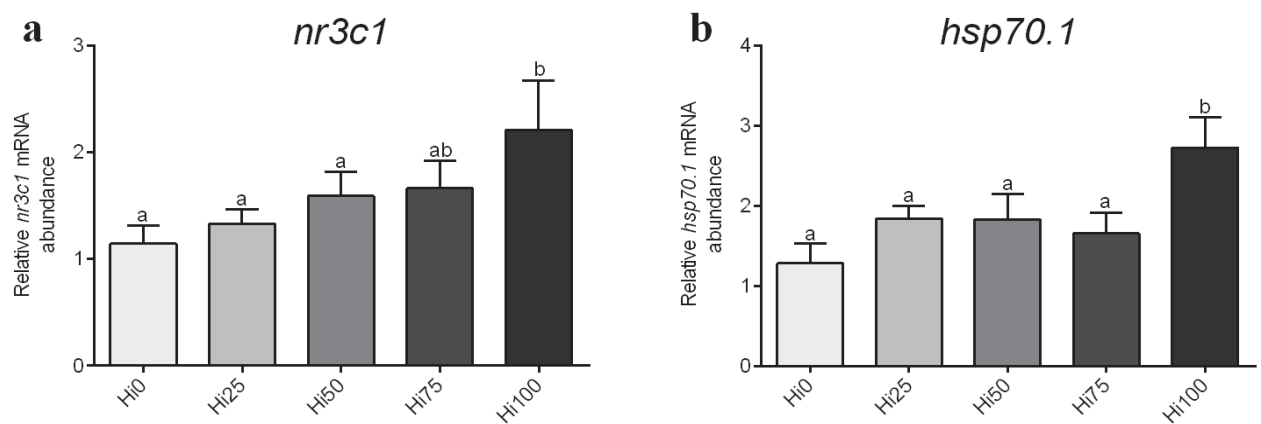 a
nr3c1
Relative nr3c1 mRNA
abundance
3
2
1
0
a
a
a
ab
b
Hi0
Hi25
Hi50
Hi75
Hi100
b
hsp70.1
Relative hsp70.1 mRNA
abundance
4
3
2
1
0
a
a
a
a
b
Hi0
Hi25
Hi50
Hi75
Hi100